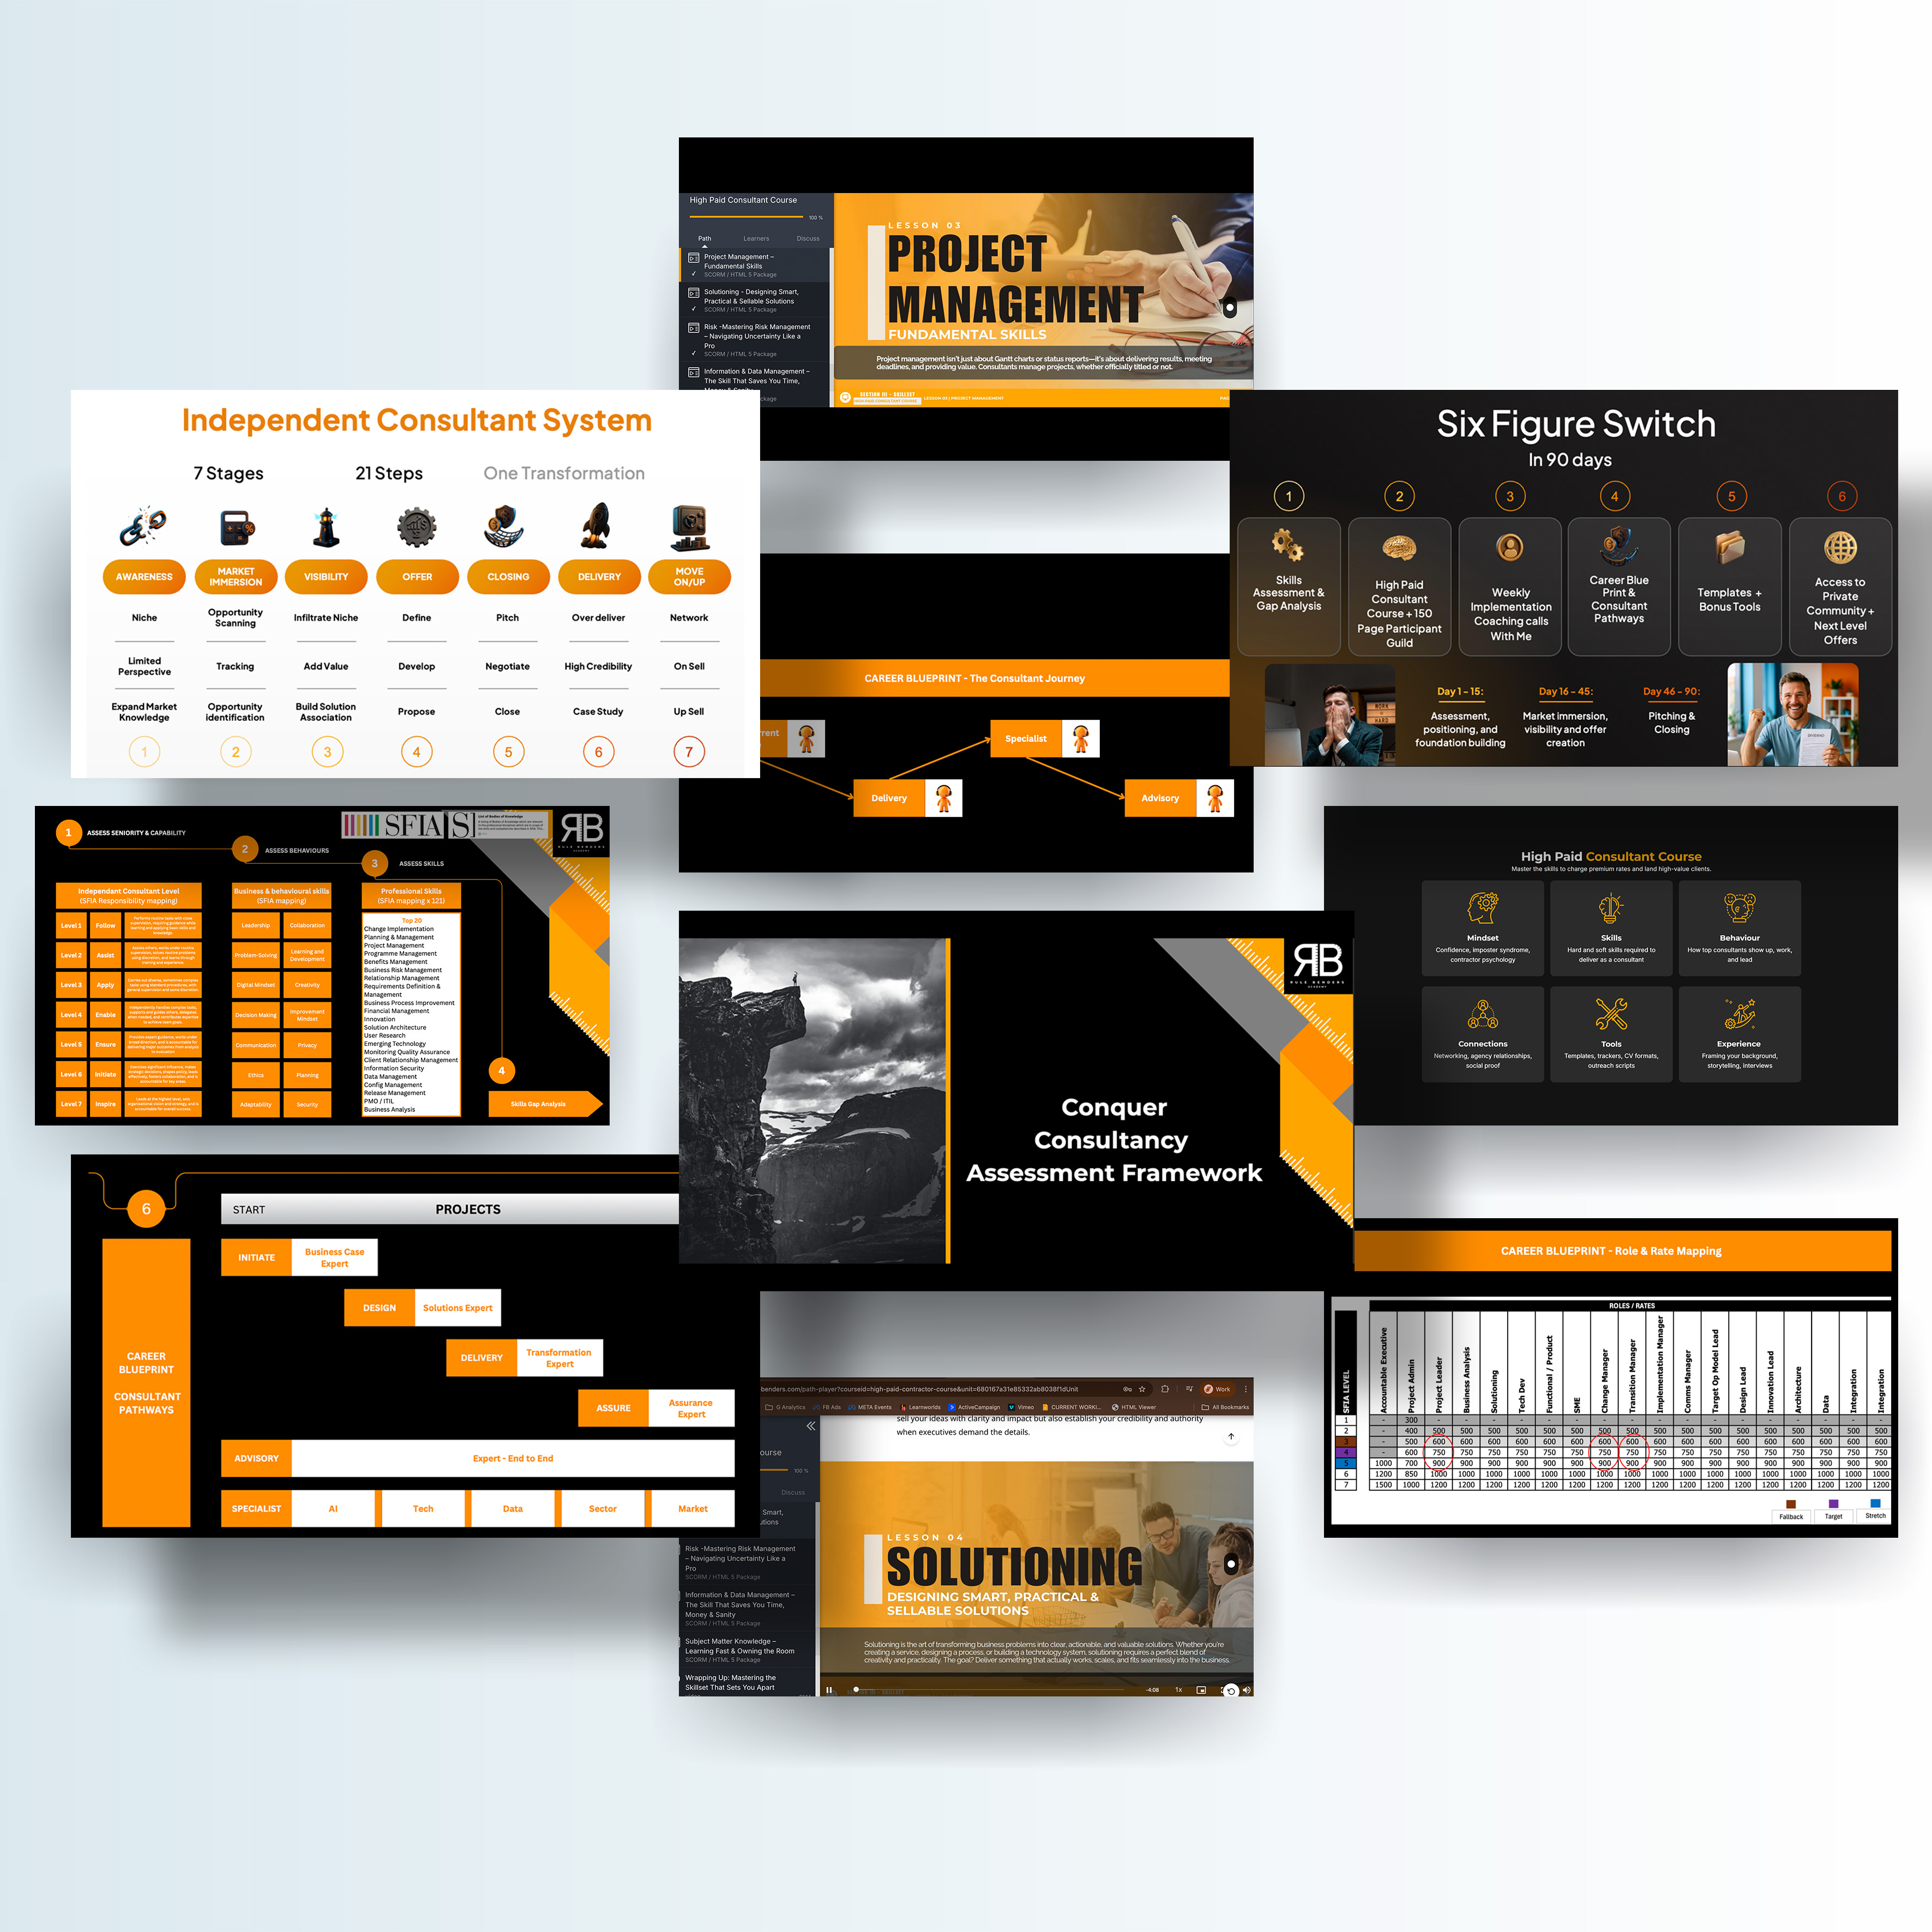 High Paid Consultant Course
100 %
Path Learners Discuss
Project Management –
Fundamental Skills
SCORM / HTML 5 Package
Solutioning - Designing Smart,
Practical & Sellable Solutions
SCORM / HTML 5 Package
Risk -Mastering Risk Management
– Navigating Uncertainty Like a
Pro
SCORM / HTML 5 Package
Information & Data Management –
The Skill That Saves You Time,
LESSON 03
PROJECT
MANAGEMENT
FUNDAMENTAL SKILLS
Project management isn't just about Gantt charts or status reports—it's about delivering results, meeting
deadlines, and providing value. Consultants manage projects, whether officially titled or not.
SECTION III - SKILLSET
HIGH PAID CONSULTANT COURSE
LESSON 03 | PROJECT MANAGEMENT
Independent Consultant System
7 Stages 21 Steps One Transformation
AWARENESS
MARKET
IMMERSION
VISIBILITY
OFFER
CLOSING
DELIVERY
MOVE
ON/UP
Niche
Opportunity
Scanning
Infiltrate Niche
Define
Pitch
Over deliver
Network
Limited
Perspective
Tracking
Add Value
Develop
Negotiate
High Credibility
On Sell
Expand Market
Knowledge
Opportunity
identification
Build Solution
Association
Propose
Close
Case Study
Up Sell
1 2 3 4 5 6 7
Six Figure Switch
In 90 days
1 2 3 4 5 6
Skills
Assessment &
Gap Analysis
High Paid
Consultant
Course + 150
Page Participant
Guild
Weekly
Implementation
Coaching calls
With Me
Career Blue
Print &
Consultant
Pathways
Templates +
Bonus Tools
Access to
Private
Community +
Next Level
Offers
WORK
HARD
Day 1 - 15:
Assessment,
positioning, and
foundation building
Day 16 - 45:
Market immersion,
visibility and offer
creation
Day 46 - 90:
Pitching &
Closing
CAREER BLUEPRINT - The Consultant Journey
Specialist
Delivery
Advisory
1 ASSESS SENIORITY & CAPABILITY
2 ASSESS BEHAVIOURS
3 ASSESS SKILLS
SFIA
RB
RULE BENDERS
ACADEMY
Independant Consultant Level
(SFIA Responsibility mapping)
Level 1 Follow
Level 2 Assist
Level 3 Apply
Level 4 Enable
Level 5 Ensure
Level 6 Initiate
Level 7 Inspire
Business & behavioural skills
(SFIA mapping)
Leadership Collaboration
Problem-Solving Learning and
Development
Digital Mindset Creativity
Decision Making Improvement
Mindset
Communication Privacy
Ethics Planning
Adaptability Security
Professional Skills
(SFIA mapping x 121)
Top 20
Change Implementation
Planning & Management
Project Management
Programme Management
Benefits Management
Business Risk Management
Relationship Management
Requirements Definition &
Management
Business Process Improvement
Financial Management
Innovation
Solution Architecture
User Research
Emerging Technology
Monitoring Quality Assurance
Client Relationship Management
Information Security
Data Management
Config Management
Release Management
PMO / ITIL
Business Analysis
4
Skills Gap Analysis
RB
RULE BENDERS
ACADEMY
Conquer
Consultancy
Assessment Framework
High Paid Consultant Course
Master the skills to charge premium rates and land high-value clients.
Mindset
Confidence, imposter syndrome,
contractor psychology
Skills
Hard and soft skills required to
deliver as a consultant
Behaviour
How top consultants show up, work,
and lead
Connections
Networking, agency relationships,
social proof
Tools
Templates, trackers, CV formats,
outreach scripts
Experience
Framing your background,
storytelling, interviews
6
CAREER
BLUEPRINT
CONSULTANT
PATHWAYS
START PROJECTS
INITIATE Business Case
Expert
DESIGN Solutions Expert
DELIVERY Transformation
Expert
ASSURE Assurance
Expert
ADVISORY Expert - End to End
SPECIALIST AI Tech Data Sector Market
CAREER BLUEPRINT - Role & Rate Mapping
ROLES / RATES
SFIA LEVEL
Accountable Executive
Project Admin
Project Leader
Business Analysis
Solutioning
Tech Dev
Functional / Product
SME
Change Manager
Transition Manager
Implementation Manager
Comms Manager
Target Op Model Lead
Design Lead
Innovation Lead
Architecture
Data
Integration
Integration
1 - 300 - - - - - - - - - - - - - - - - -
2 - 400 500 500 500 500 500 500 500 500 500 500 500 500 500 500 500 500 500
3 - 500 600 600 600 600 600 600 600 600 600 600 600 600 600 600 600 600 600
4 - 600 750 750 750 750 750 750 750 750 750 750 750 750 750 750 750 750 750
5 1000 700 900 900 900 900 900 900 900 900 900 900 900 900 900 900 900 900 900
6 1200 850 1000 1000 1000 1000 1000 1000 1000 1000 1000 1000 1000 1000 1000 1000 1000 1000 1000
7 1500 1000 1200 1200 1200 1200 1200 1200 1200 1200 1200 1200 1200 1200 1200 1200 1200 1200 1200
Fallback Target Stretch
benders.com/path-player?courseid=high-paid-contractor-course&unit=680167a31e85332ab8038f1dUnit
Work
G Analytics FB Ads META Events Learnworlds ActiveCampaign Vimeo CURRENT WORKI... HTML Viewer All Bookmarks
sell your ideas with clarity and impact but also establish your credibility and authority
when executives demand the details.
ourse
100 %
Discuss
Smart,
utions
Risk -Mastering Risk Management
– Navigating Uncertainty Like a
Pro
SCORM / HTML 5 Package
Information & Data Management –
The Skill That Saves You Time,
Money & Sanity
SCORM / HTML 5 Package
Subject Matter Knowledge –
Learning Fast & Owning the Room
SCORM / HTML 5 Package
Wrapping Up: Mastering the
Skillset That Sets You Apart
LESSON 04
SOLUTIONING
DESIGNING SMART, PRACTICAL &
SELLABLE SOLUTIONS
Solutioning is the art of transforming business problems into clear, actionable, and valuable solutions. Whether you're
creating a service, designing a process, or building a technology system, solutioning requires a perfect blend of
creativity and practicality. The goal? Deliver something that actually works, scales, and fits seamlessly into the business.
-4:08 1x